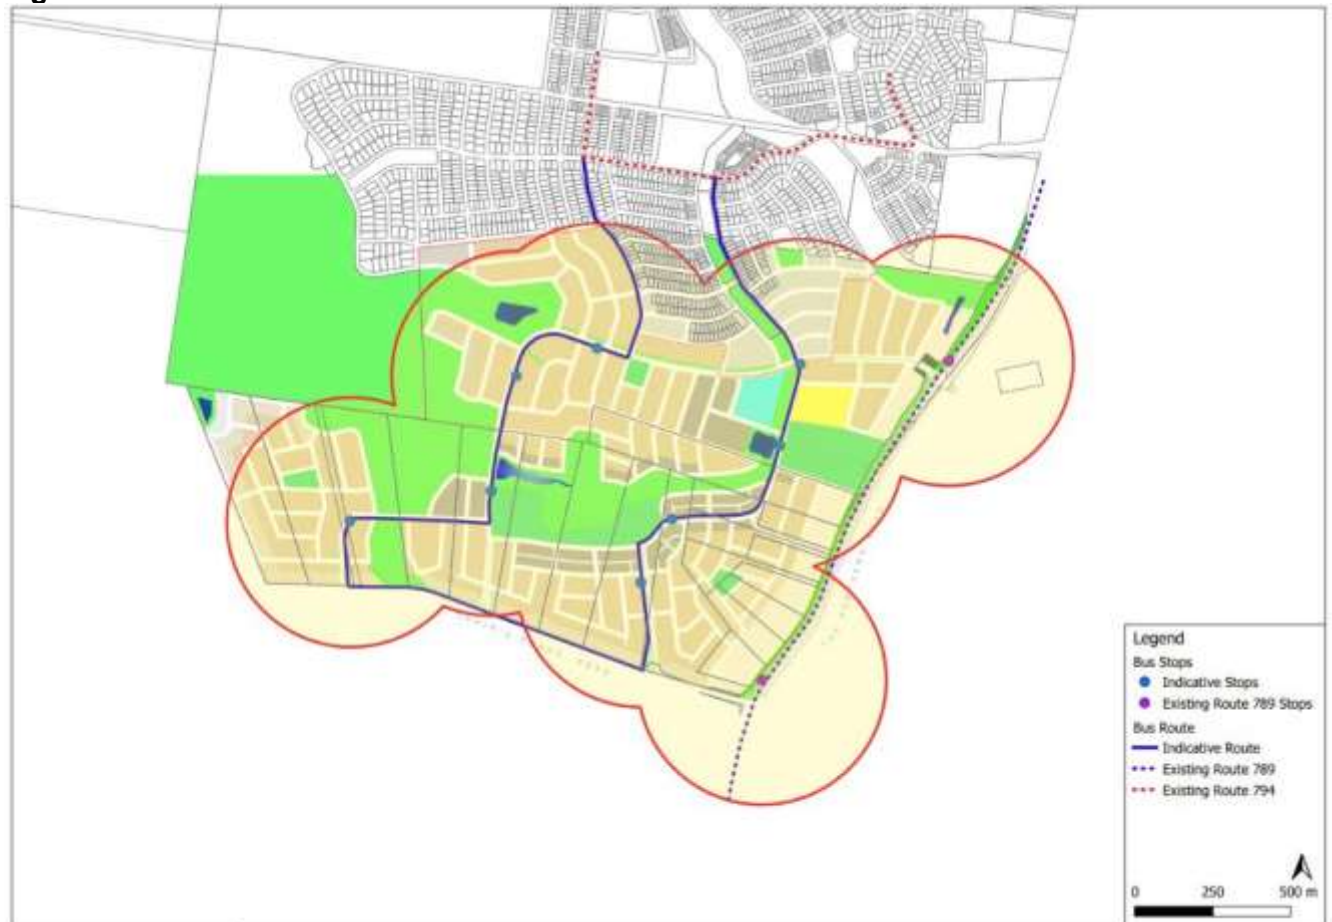 Legend
Bus Stops
Indicative Stops
Existing Route 789 Stops
Bus Route
Indicative Route
Existing Route 789
Existing Route 794
0 250 500 m